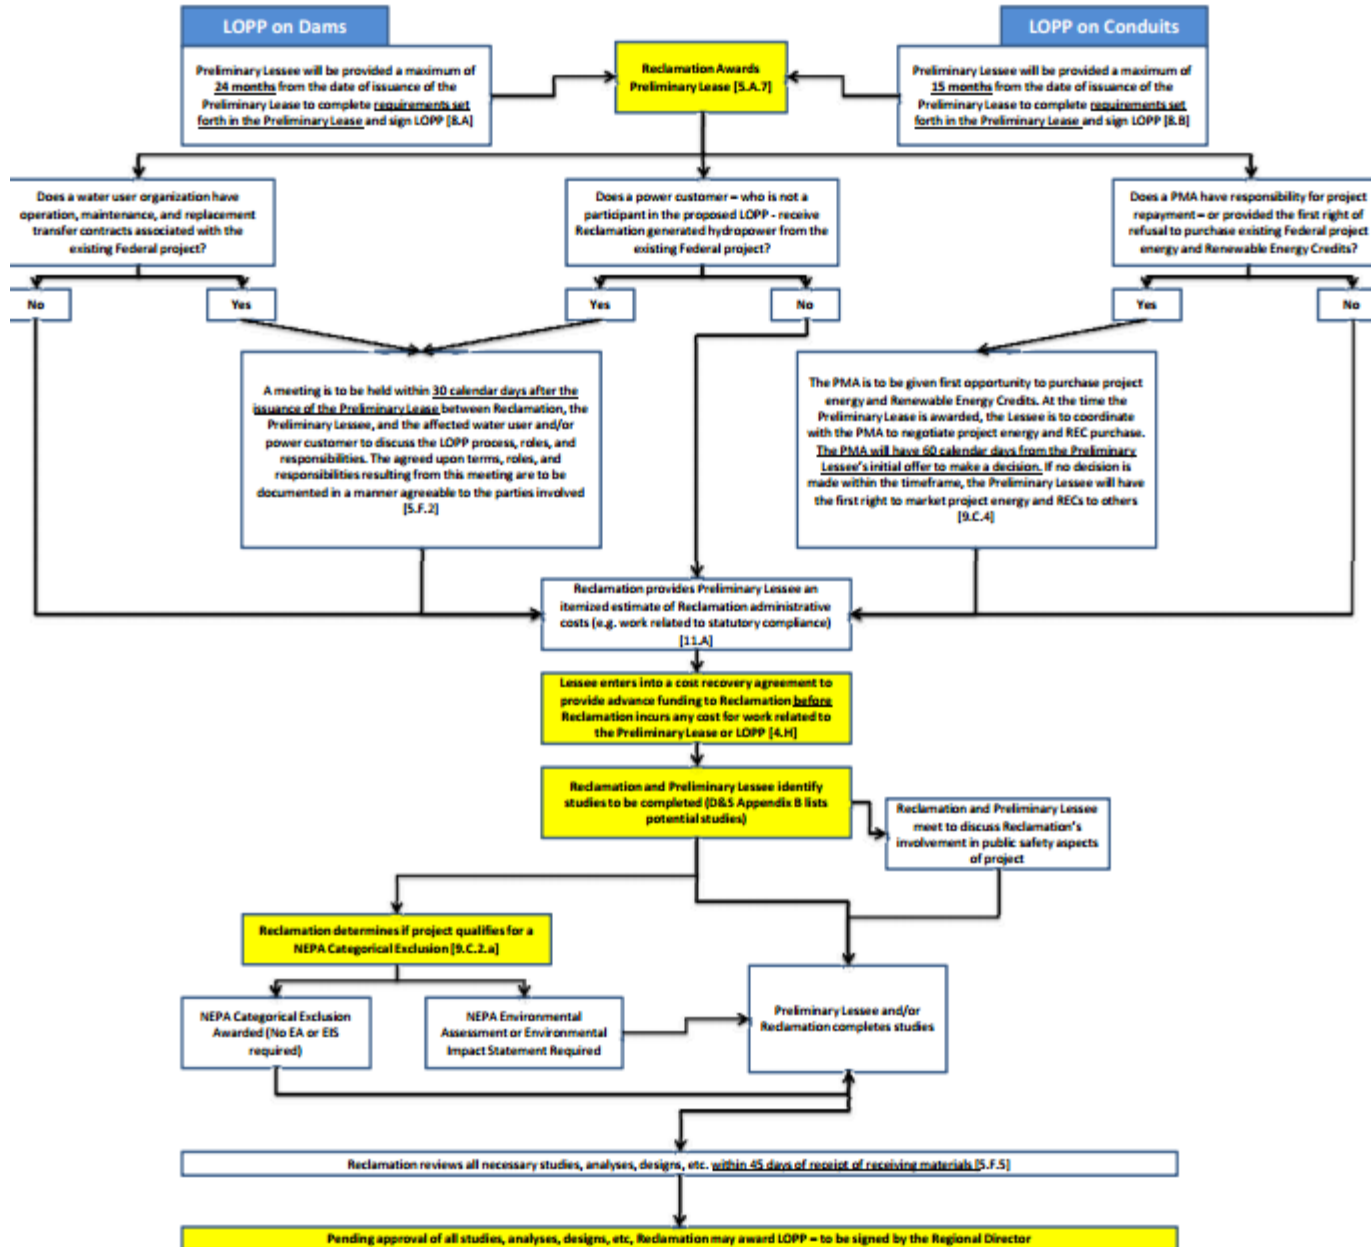 LOPP on Dams
LOPP on Conduits
Preliminary Lessee will be provided a maximum of
24 months from the date of issuance of the
Preliminary Lease to complete requirements set
forth in the Preliminary Lease and sign LOPP [8.A]
Reclamation Awards
Preliminary Lease [5.A.7]
Preliminary Lessee will be provided a maximum of
15 months from the date of issuance of the
Preliminary Lease to complete requirements set
forth in the Preliminary Lease and sign LOPP [8.B]
Does a water user organization have
operation, maintenance, and replacement
transfer contracts associated with the
existing Federal project?
Does a power customer – who is not a
participant in the proposed LOPP - receive
Reclamation generated hydropower from the
existing Federal project?
Does a PMA have responsibility for project
repayment – or provided the first right of
refusal to purchase existing Federal project
energy and Renewable Energy Credits?
No
Yes
Yes
No
Yes
No
A meeting is to be held within 30 calendar days after the
issuance of the Preliminary Lease between Reclamation, the
Preliminary Lessee, and the affected water user and/or
power customer to discuss the LOPP process, roles, and
responsibilities. The agreed upon terms, roles, and
responsibilities resulting from this meeting are to be
documented in a manner agreeable to the parties involved
[5.F.2]
The PMA is to be given first opportunity to purchase project
energy and Renewable Energy Credits. At the time the
Preliminary Lease is awarded, the Lessee is to coordinate
with the PMA to negotiate project energy and REC purchase.
The PMA will have 60 calendar days from the Preliminary
Lessee's initial offer to make a decision. If no decision is
made within the timeframe, the Preliminary Lessee will have
the first right to market project energy and RECs to others
[9.C.4]
Reclamation provides Preliminary Lessee an
itemized estimate of Reclamation administrative
costs (e.g. work related to statutory compliance)
[11.A]
Lessee enters into a cost recovery agreement to
provide advance funding to Reclamation before
Reclamation incurs any cost for work related to
the Preliminary Lease or LOPP [4.H]
Reclamation and Preliminary Lessee identify
studies to be completed (D&S Appendix B lists
potential studies)
Reclamation and Preliminary Lessee
meet to discuss Reclamation's
involvement in public safety aspects
of project
Reclamation determines if project qualifies for a
NEPA Categorical Exclusion [9.C.2.a]
NEPA Categorical Exclusion
Awarded (No EA or EIS
required)
NEPA Environmental
Assessment or Environmental
Impact Statement Required
Preliminary Lessee and/or
Reclamation completes studies
Reclamation reviews all necessary studies, analyses, designs, etc. within 45 days of receipt of receiving materials [5.F.5]
Pending approval of all studies, analyses, designs, etc, Reclamation may award LOPP – to be signed by the Regional Director